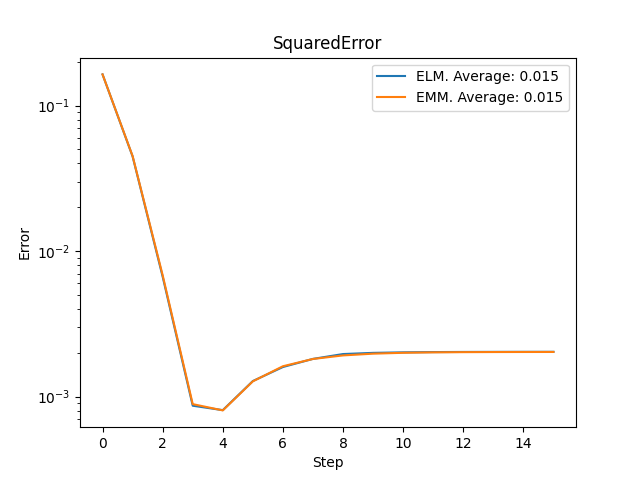 SquaredError
ELM. Average: 0.015
EMM. Average: 0.015
Error
10⁻¹
10⁻²
10⁻³
0 2 4 6 8 10 12 14
Step